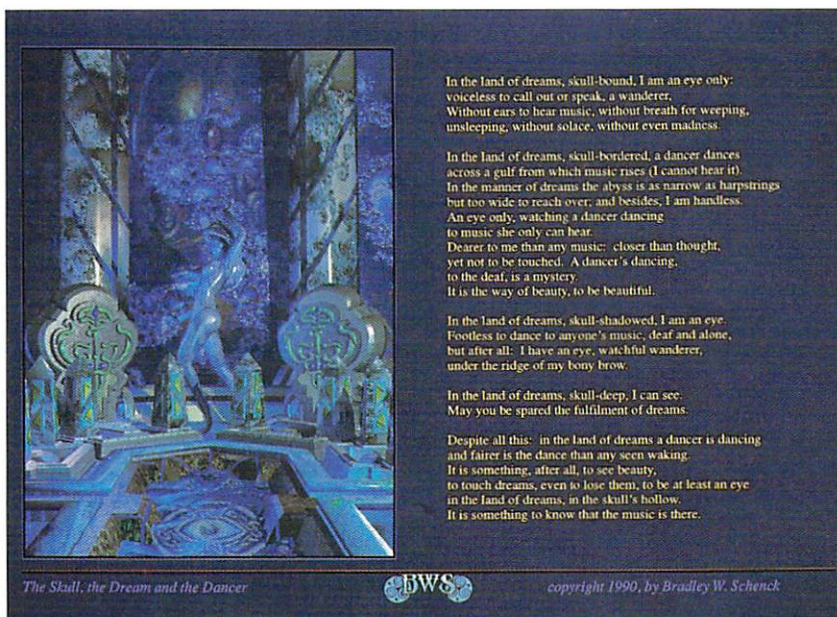 In the land of dreams, skull-bound, I am an eye only:
voiceless to call out or speak, a wanderer,
Without ears to hear music, without breath for weeping,
unsleeping, without solace, without even madness.
In the land of dreams, skull-bordered, a dancer dances
across a gulf from which music rises (I cannot hear it).
In the manner of dreams the abyss is as narrow as harpstrings
but too wide to reach over; and besides, I am handless.
An eye only, watching a dancer dancing
to music she only can hear.
Dearer to me than any music: closer than thought,
yet not to be touched. A dancer's dancing,
to the deaf, is a mystery.
It is the way of beauty, to be beautiful.
In the land of dreams, skull-shadowed, I am an eye.
Footless to dance to anyone's music, deaf and alone,
but after all: I have an eye, watchful wanderer,
under the ridge of my bony brow.
In the land of dreams, skull-deep, I can see.
May you be spared the fulfilment of dreams.
Despite all this: in the land of dreams a dancer is dancing
and fairer is the dance than any seen waking.
It is something, after all, to see beauty,
to touch dreams, even to lose them, to be at least an eye
in the land of dreams, in the skull's hollow.
It is something to know that the music is there.
The Skull, the Dream and the Dancer
BWS
copyright 1990, by Bradley W. Schenck